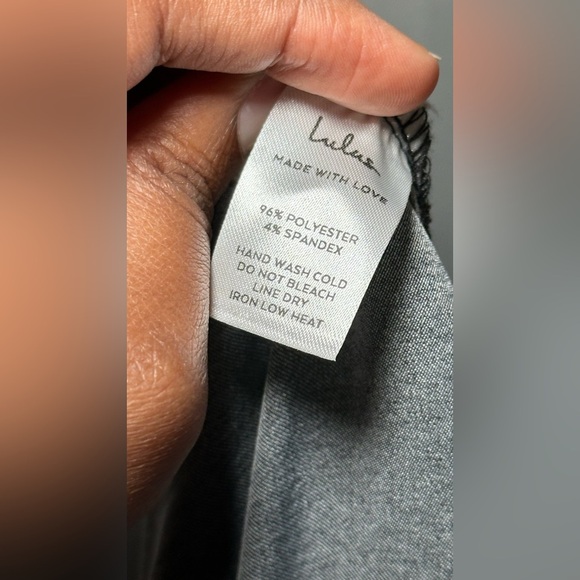 Lulus
MADE WITH LOVE
96% POLYESTER
4% SPANDEX
HAND WASH COLD
DO NOT BLEACH
LINE DRY
IRON LOW HEAT